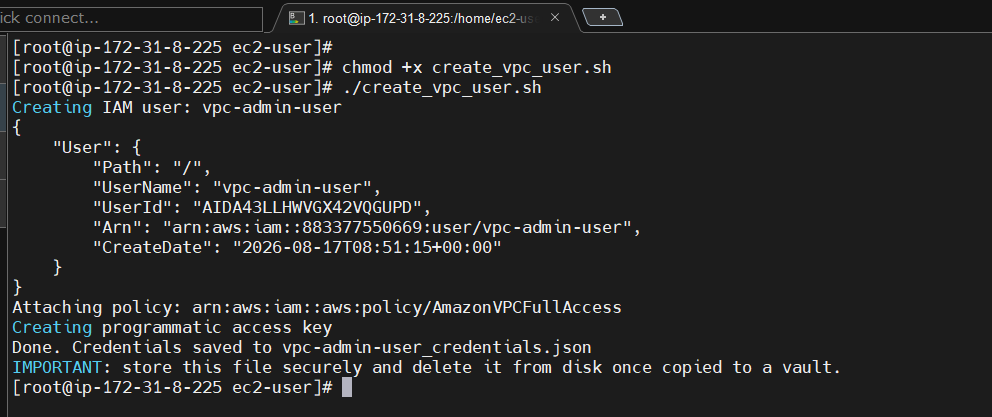 ick connect...
1. root@ip-172-31-8-225:/home/ec2-us
[root@ip-172-31-8-225 ec2-user]#
[root@ip-172-31-8-225 ec2-user]# chmod +x create_vpc_user.sh
[root@ip-172-31-8-225 ec2-user]# ./create_vpc_user.sh
Creating IAM user: vpc-admin-user
{
    "User": {
        "Path": "/",
        "UserName": "vpc-admin-user",
        "UserId": "AIDA43LLHWVGX42VQGUPD",
        "Arn": "arn:aws:iam::883377550669:user/vpc-admin-user",
        "CreateDate": "2026-08-17T08:51:15+00:00"
    }
}
Attaching policy: arn:aws:iam::aws:policy/AmazonVPCFullAccess
Creating programmatic access key
Done. Credentials saved to vpc-admin-user_credentials.json
IMPORTANT: store this file securely and delete it from disk once copied to a vault.
[root@ip-172-31-8-225 ec2-user]#